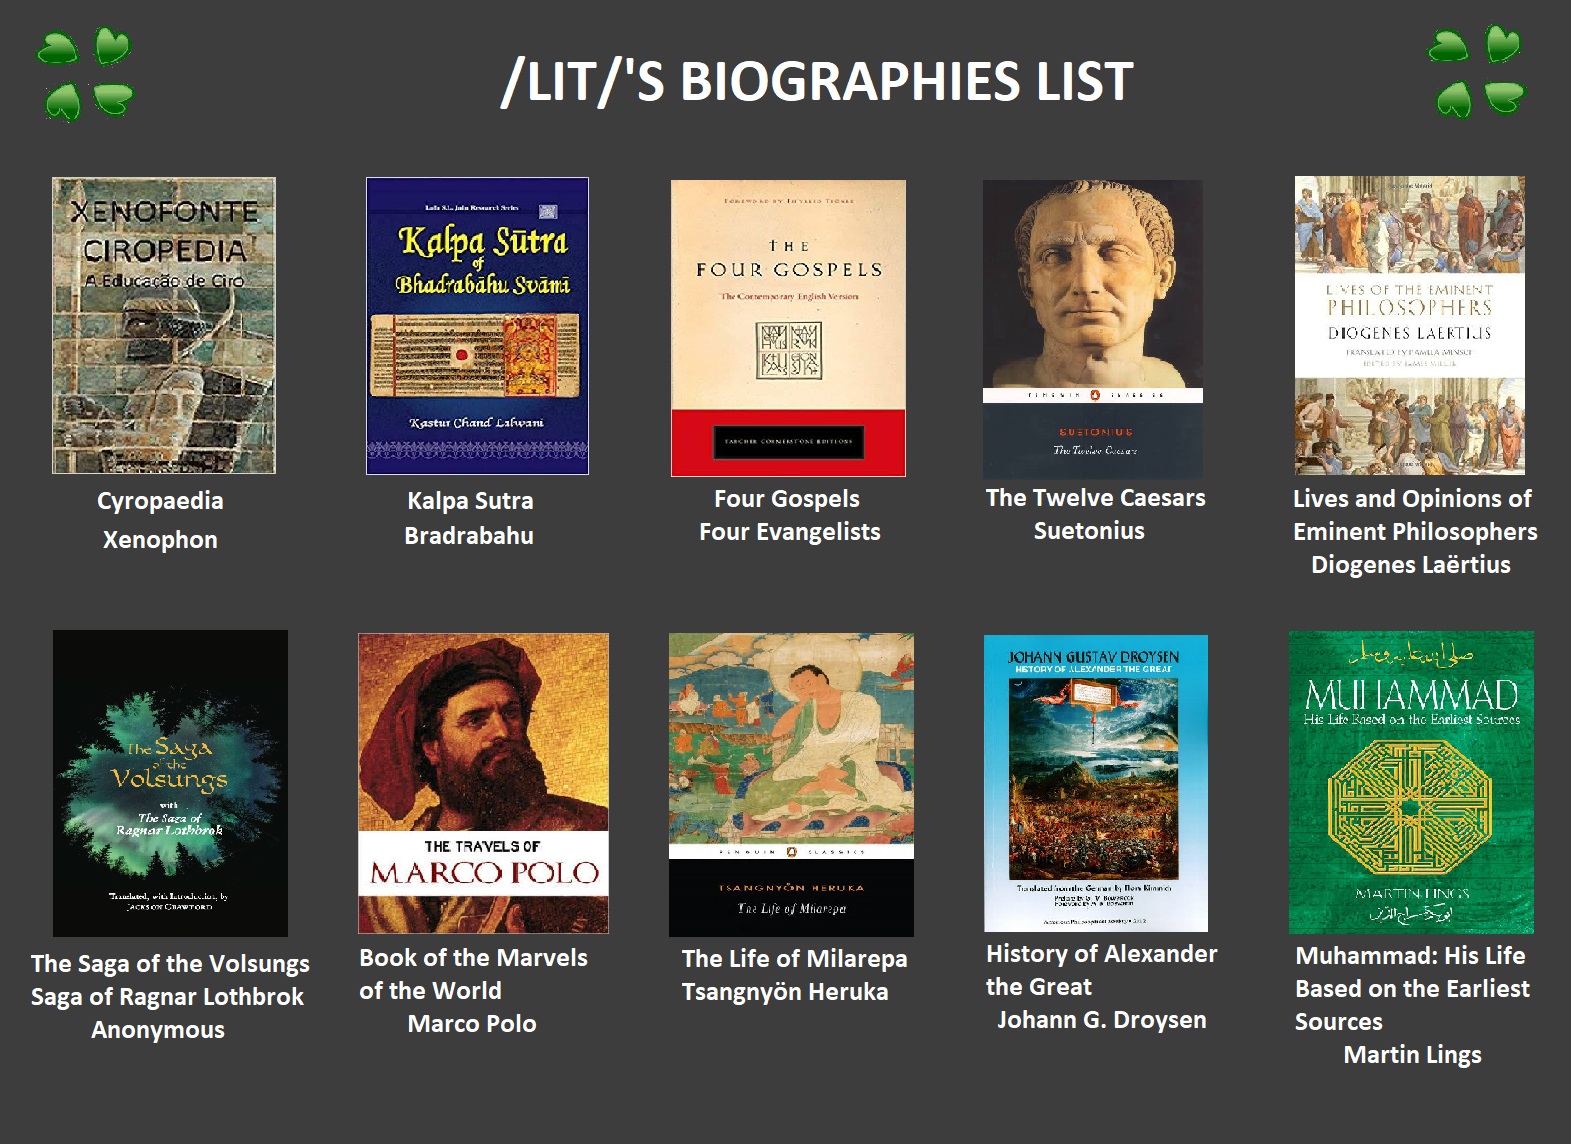 /LIT/'S BIOGRAPHIES LIST
XENOFONTE
CIROPEDIA
A Educação de Ciro
Cyropaedia
Xenophon
Lala S.L. Jain Research Series
Kalpa Sūtra
of
Bhadrabāhu Svāmī
Kastur Chand Lalwani
Kalpa Sutra
Bradrabahu
FOREWORD BY PHYLLIS TICKLE
THE
FOUR GOSPELS
The Contemporary English Version
TARCHER CORNERSTONE EDITIONS
Four Gospels
Four Evangelists
PENGUIN CLASSICS
SUETONIUS
The Twelve Caesars
The Twelve Caesars
Suetonius
LIVES OF THE EMINENT
PHILOSOPHERS
DIOGENES LAERTIUS
TRANSLATED BY PAMELA MENSCH
EDITED BY JAMES MILLER
Lives and Opinions of
Eminent Philosophers
Diogenes Laërtius
The Saga
of the
Volsungs
with
The Saga of
Ragnar Lothbrok
Translated, with Introduction, by
JACKSON CRAWFORD
The Saga of the Volsungs
Saga of Ragnar Lothbrok
Anonymous
THE TRAVELS OF
MARCO POLO
Book of the Marvels
of the World
Marco Polo
PENGUIN CLASSICS
TSANGNYÖN HERUKA
The Life of Milarepa
The Life of Milarepa
Tsangnyön Heruka
JOHANN GUSTAV DROYSEN
HISTORY OF ALEXANDER THE GREAT
Translated from the German by Flora Kimmich
American Philosophical Society • 2012
History of Alexander
the Great
Johann G. Droysen
MUHAMMAD
His Life Based on the Earliest Sources
MARTIN LINGS
Muhammad: His Life
Based on the Earliest
Sources
Martin Lings